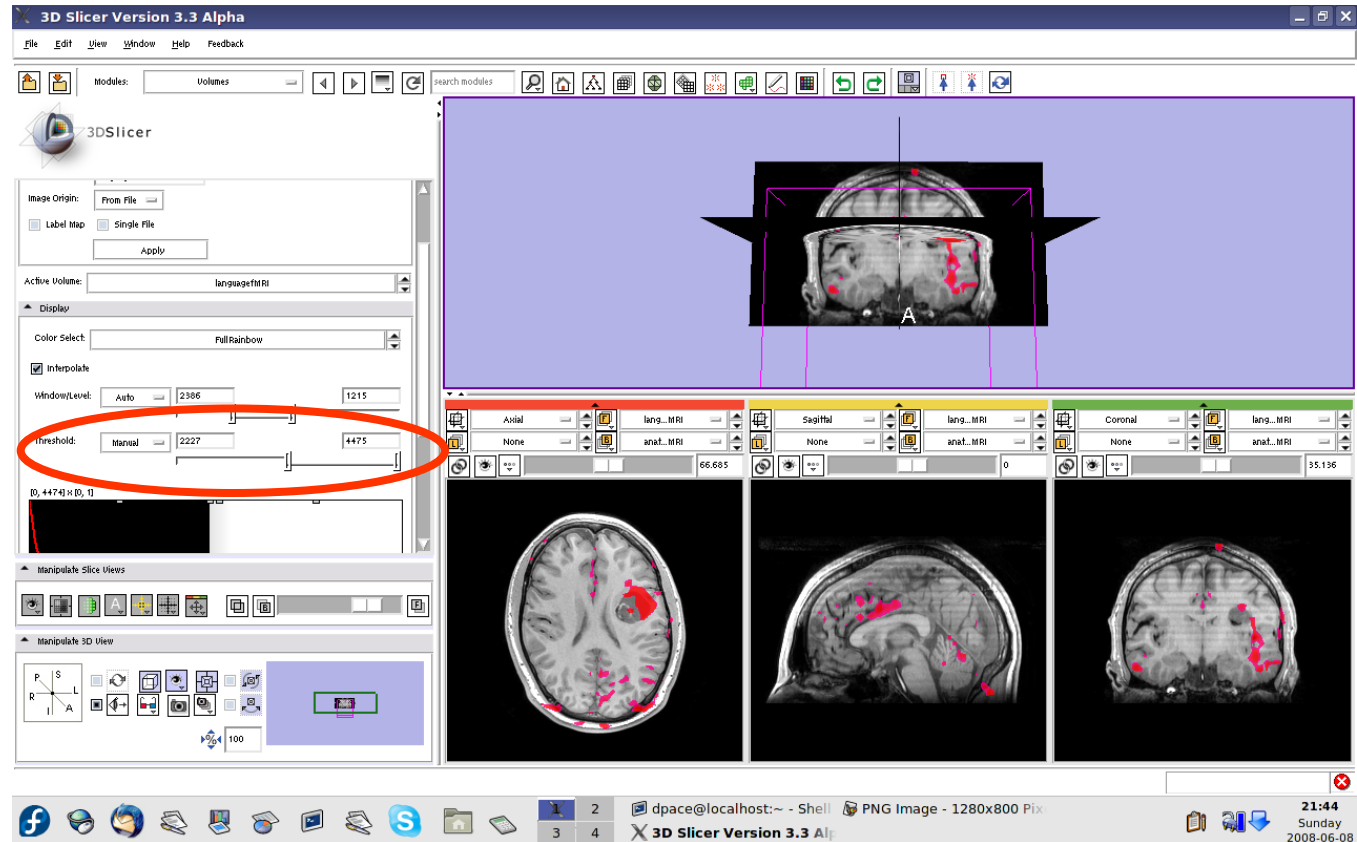 3D Slicer Version 3.3 Alpha
File Edit View Window Help Feedback
Modules: Volumes search modules
3DSlicer
Image Origin: From File
Label Map Single File
Apply
Active Volume: languagefMRI
Display
Color Select: FullRainbow
Interpolate
Window/Level: Auto 2386 1215
Threshold: Manual 2227 4475
[0, 4474] x [0, 1]
Manipulate Slice Views
A
F
B
Manipulate 3D View
P S
R L
I A
% 100
A
Axial F lang...MRI
L None B anat...MRI
66.685
Sagittal F lang...MRI
L None B anat...MRI
0
Coronal F lang...MRI
L None B anat...MRI
35.136
1 2
3 4
dpace@localhost:~ - Shell
PNG Image - 1280x800 Pix
3D Slicer Version 3.3 Alp
21:44
Sunday
2008-06-08